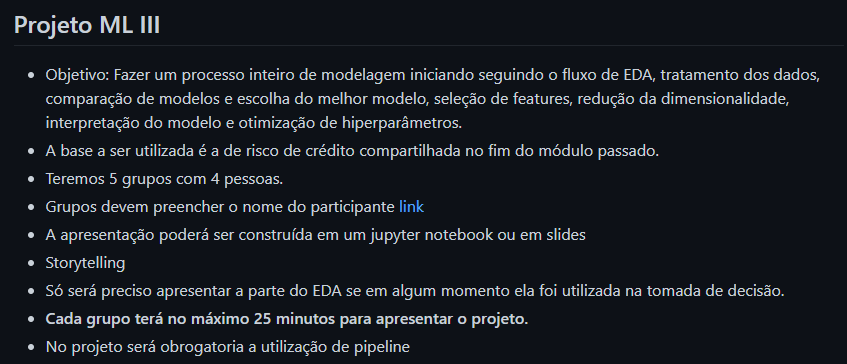 Projeto ML III
Objetivo: Fazer um processo inteiro de modelagem iniciando seguindo o fluxo de EDA, tratamento dos dados,
comparação de modelos e escolha do melhor modelo, seleção de features, redução da dimensionalidade,
interpretação do modelo e otimização de hiperparâmetros.
A base a ser utilizada é a de risco de crédito compartilhada no fim do módulo passado.
Teremos 5 grupos com 4 pessoas.
Grupos devem preencher o nome do participante link
A apresentação poderá ser construída em um jupyter notebook ou em slides
Storytelling
Só será preciso apresentar a parte do EDA se em algum momento ela foi utilizada na tomada de decisão.
Cada grupo terá no máximo 25 minutos para apresentar o projeto.
No projeto será obrogatoria a utilização de pipeline